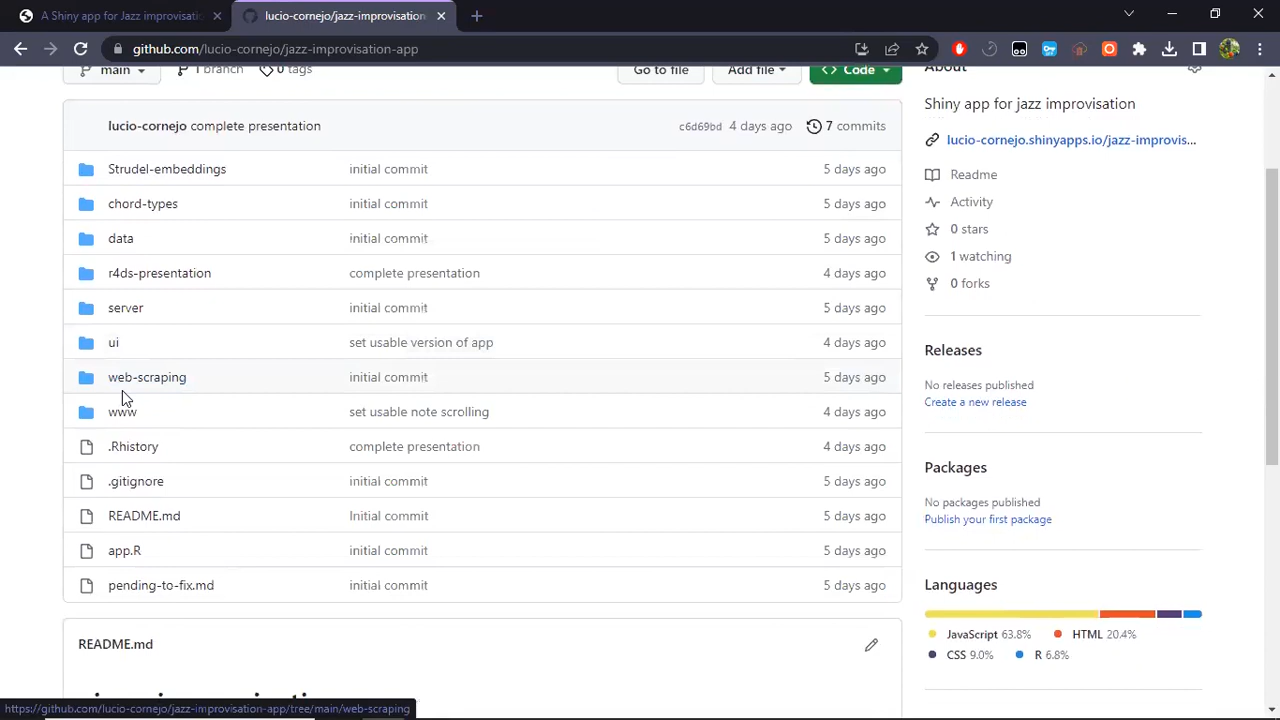 A Shiny app for Jazz improvisati
lucio-cornejo/jazz-improvisation
github.com/lucio-cornejo/jazz-improvisation-app
main
1 branch
0 tags
Go to file
Add file
Code
About
lucio-cornejo complete presentation
c6d69bd 4 days ago
7 commits
Strudel-embeddings initial commit 5 days ago
chord-types initial commit 5 days ago
data initial commit 5 days ago
r4ds-presentation complete presentation 4 days ago
server initial commit 5 days ago
ui set usable version of app 4 days ago
web-scraping initial commit 5 days ago
www set usable note scrolling 4 days ago
.Rhistory complete presentation 4 days ago
.gitignore initial commit 5 days ago
README.md Initial commit 5 days ago
app.R initial commit 5 days ago
pending-to-fix.md initial commit 5 days ago
README.md
Shiny app for jazz improvisation
lucio-cornejo.shinyapps.io/jazz-improvis...
Readme
Activity
0 stars
1 watching
0 forks
Releases
No releases published
Create a new release
Packages
No packages published
Publish your first package
Languages
JavaScript 63.8%
HTML 20.4%
CSS 9.0%
R 6.8%
https://github.com/lucio-cornejo/jazz-improvisation-app/tree/main/web-scraping